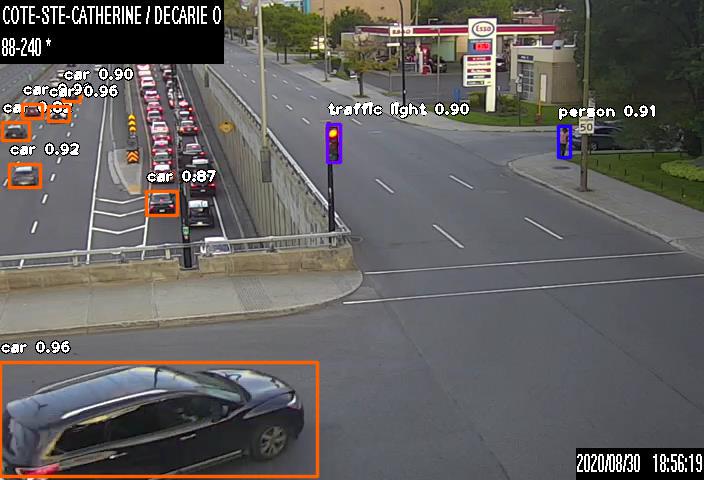 COTE-STE-CATHERINE / DECARIE O
88-240 *
car 0.90
car 0.96
car 0.92
car 0.87
traffic light 0.90
person 0.91
Esso
50
car 0.96
2020/08/30 18:56:19